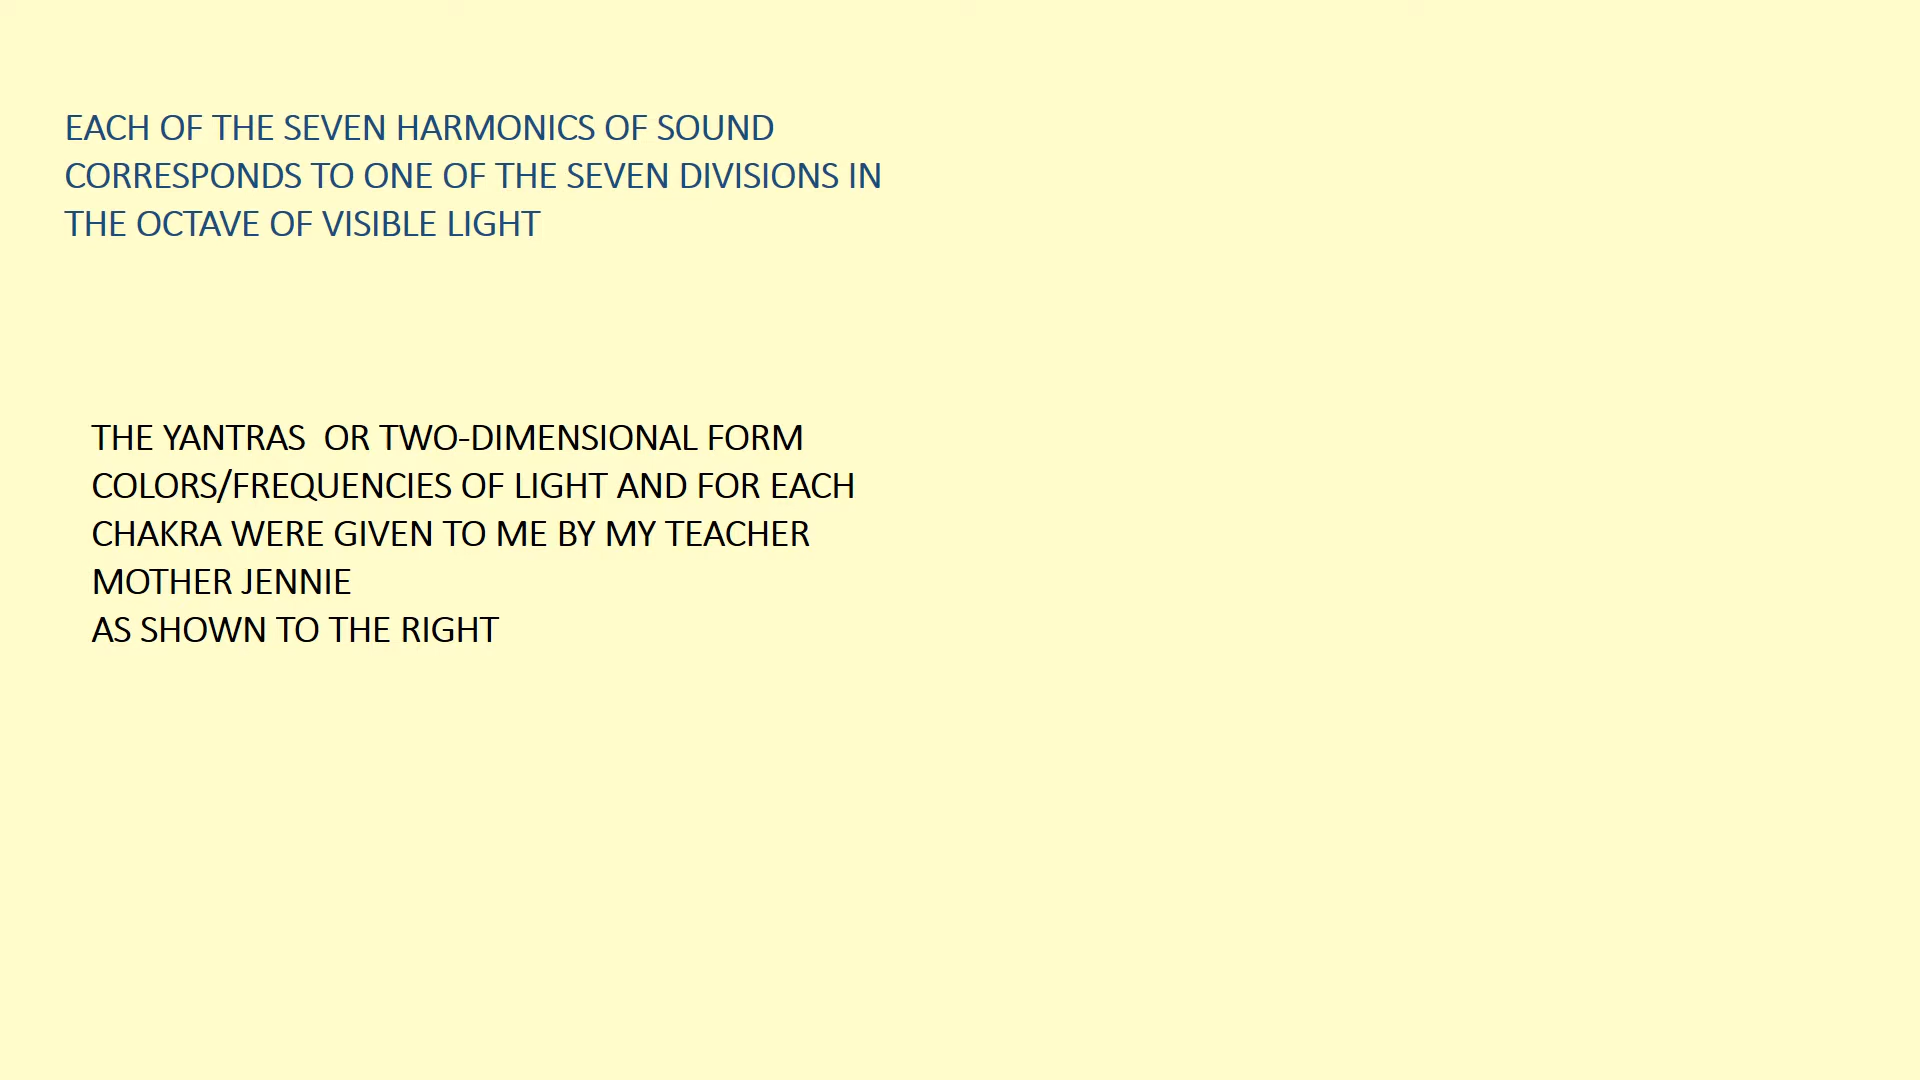 EACH OF THE SEVEN HARMONICS OF SOUND
CORRESPONDS TO ONE OF THE SEVEN DIVISIONS IN
THE OCTAVE OF VISIBLE LIGHT
THE YANTRAS  OR TWO-DIMENSIONAL FORM
COLORS/FREQUENCIES OF LIGHT AND FOR EACH
CHAKRA WERE GIVEN TO ME BY MY TEACHER
MOTHER JENNIE
AS SHOWN TO THE RIGHT